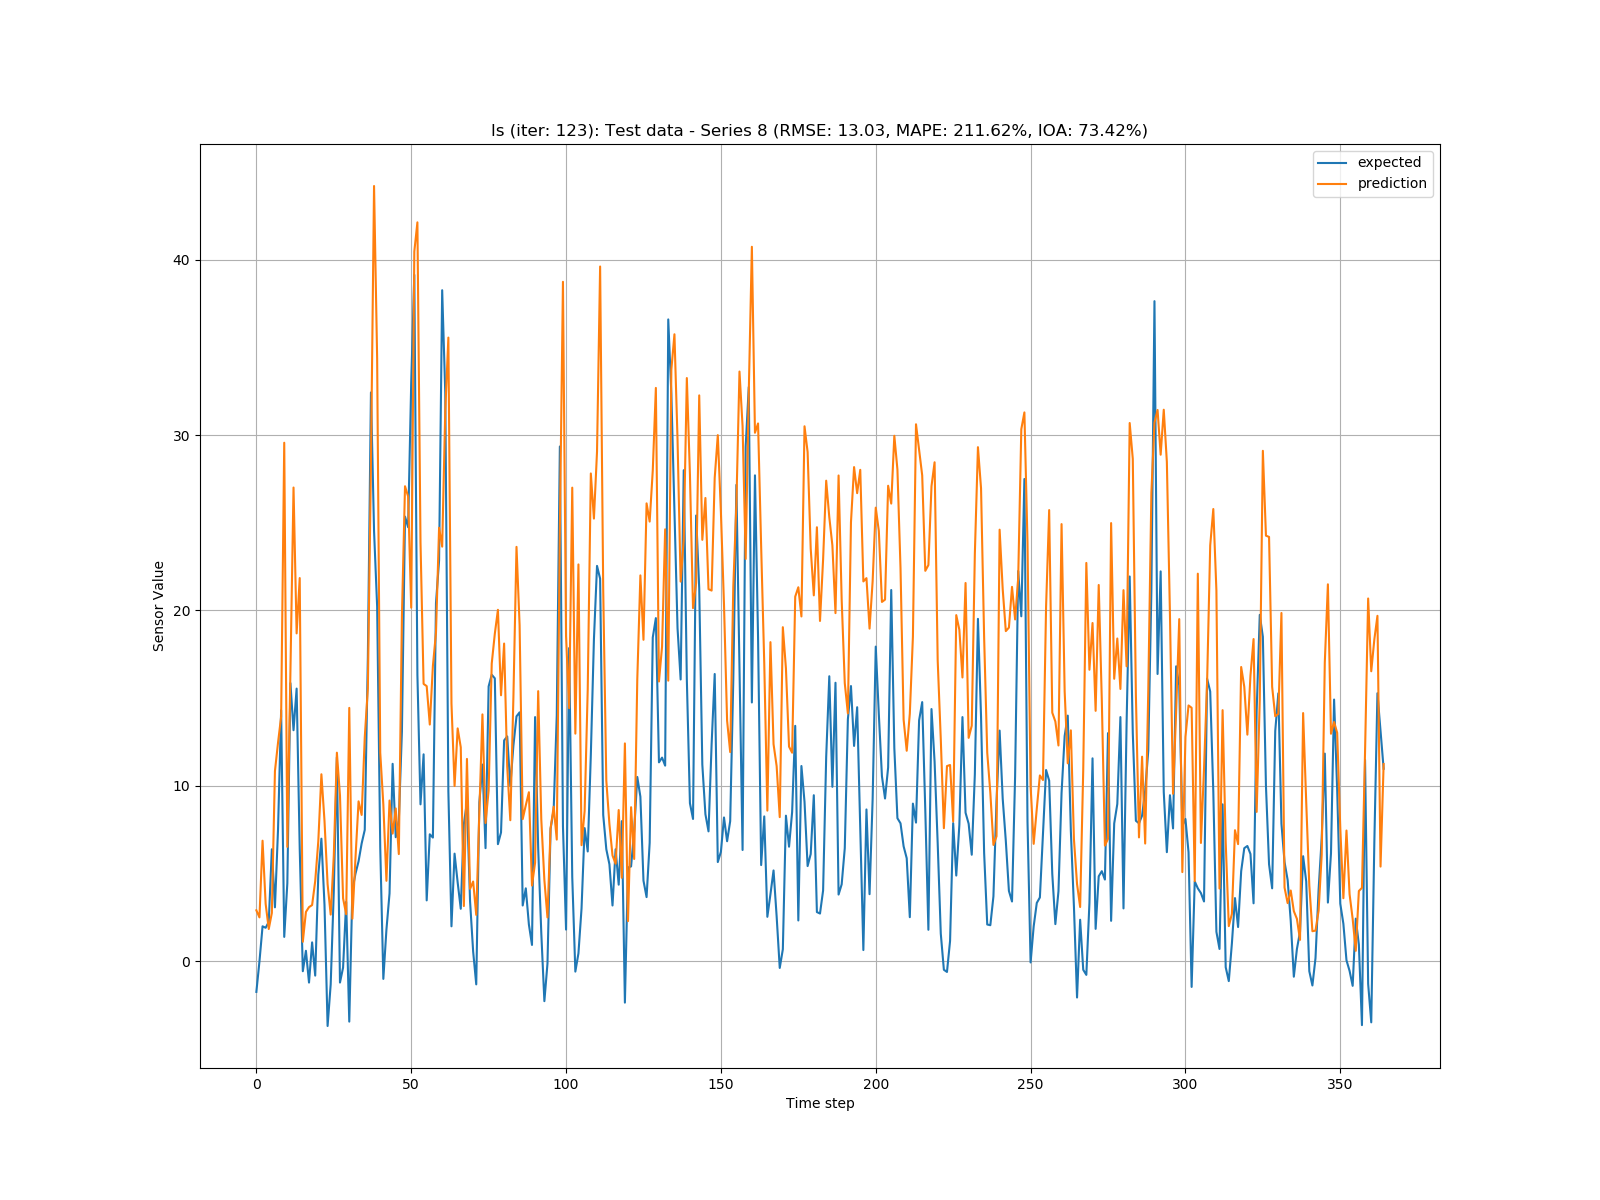 ls (iter: 123): Test data - Series 8 (RMSE: 13.03, MAPE: 211.62%, IOA: 73.42%)
expected
prediction
40
30
20
10
0
Sensor Value
0 50 100 150 200 250 300 350
Time step